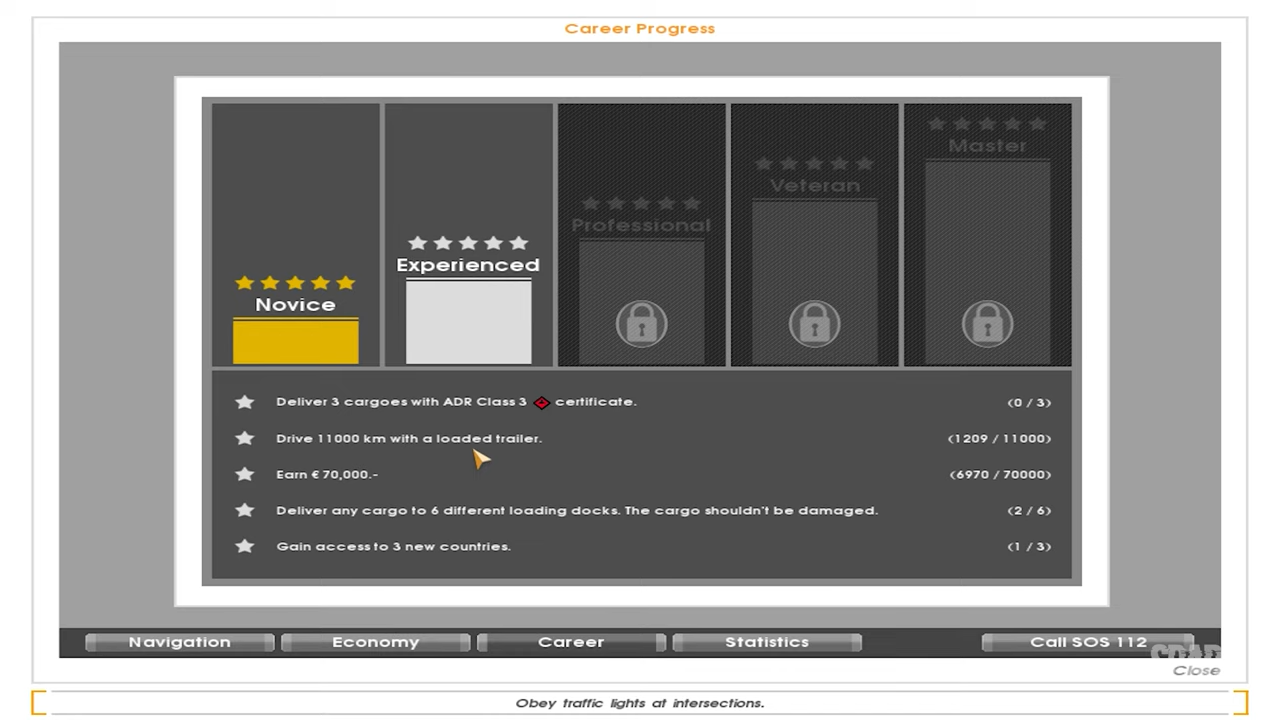 Career Progress
Master
Veteran
Professional
Experienced
Novice
Deliver 3 cargoes with ADR Class 3 certificate. (0 / 3)
Drive 11000 km with a loaded trailer. (1209 / 11000)
Earn € 70,000.- (6970 / 70000)
Deliver any cargo to 6 different loading docks. The cargo shouldn't be damaged. (2 / 6)
Gain access to 3 new countries. (1 / 3)
Navigation Economy Career Statistics Call SOS 112
Close
Obey traffic lights at intersections.